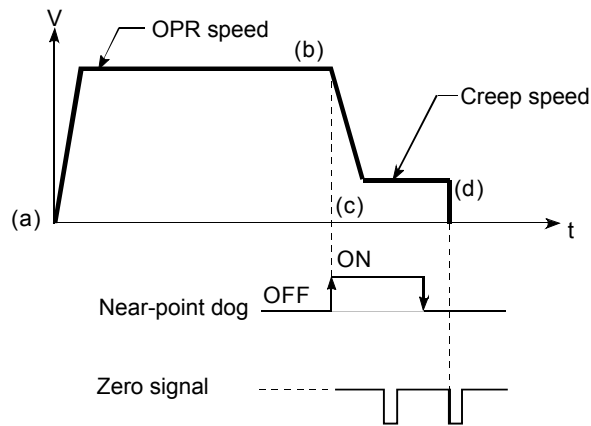 V
OPR speed
(b)
Creep speed
(d)
(a)
(c)
t
ON
OFF
Near-point dog
Zero signal